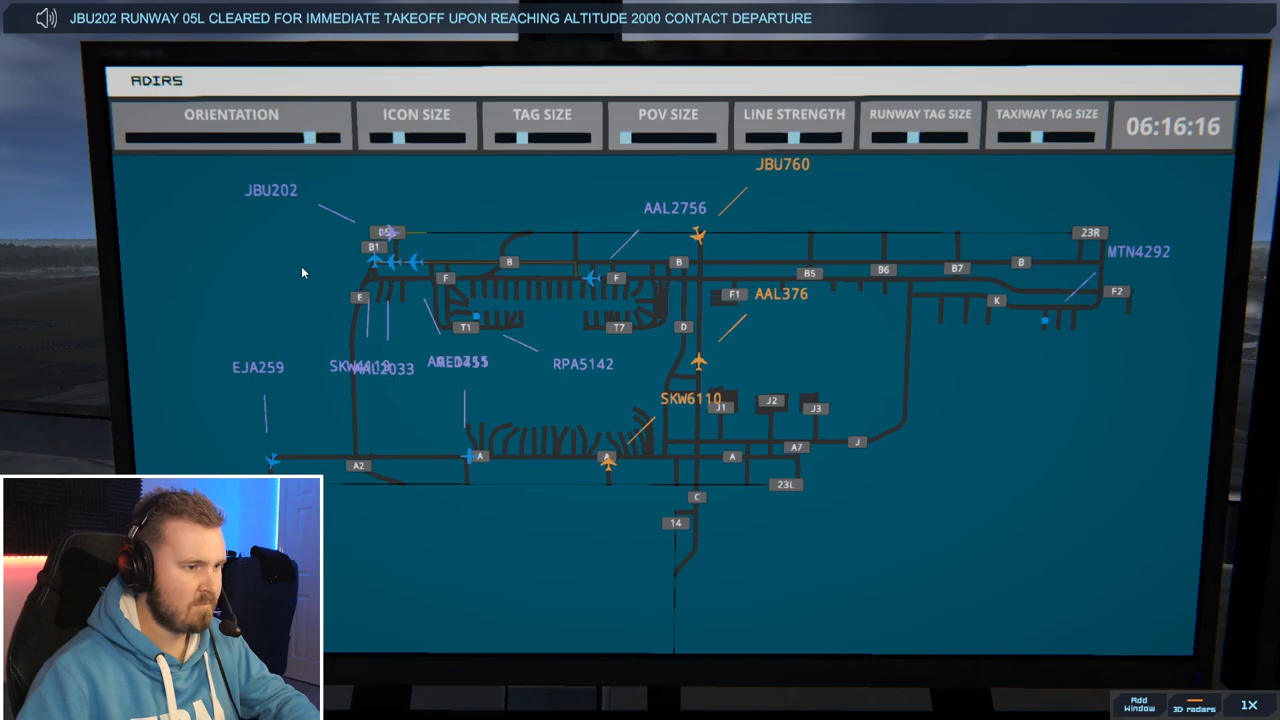 JBU202 RUNWAY 05L CLEARED FOR IMMEDIATE TAKEOFF UPON REACHING ALTITUDE 2000 CONTACT DEPARTURE
ADIRS
ORIENTATION
ICON SIZE
TAG SIZE
POV SIZE
LINE STRENGTH
RUNWAY TAG SIZE
TAXIWAY TAG SIZE
06:16:16
JBU760
JBU202
AAL2756
23R
B1
MTN4292
B
B
B5
B6
B7
B
F
F
F1
AAL376
F2
E
K
T1
T7
D
EJA259
RPA5142
SKW6110
J1
J2
J3
A2
A
A
A
A7
J
23L
C
14
Add
Window
3D radars
1X